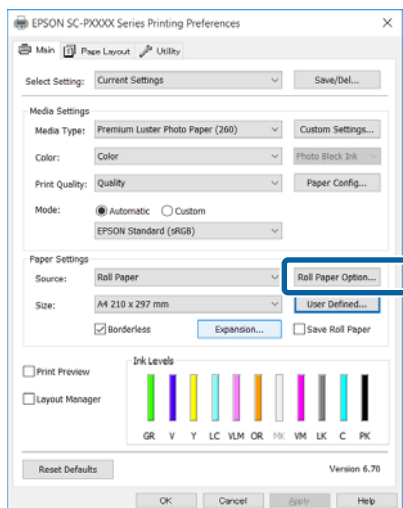 EPSON SC-PXXXX Series Printing Preferences
Main Page Layout Utility
Select Setting: Current Settings Save/Del...
Media Settings
Media Type: Premium Luster Photo Paper (260) Custom Settings...
Color: Color Photo Black Ink
Print Quality: Quality Paper Config...
Mode: Automatic Custom
EPSON Standard (sRGB)
Paper Settings
Source: Roll Paper Roll Paper Option...
Size: A4 210 x 297 mm User Defined...
Borderless Expansion... Save Roll Paper
Print Preview
Ink Levels
Layout Manager
GR V Y LC VLM OR MK VM LK C PK
Reset Defaults Version 6.70
OK Cancel Apply Help